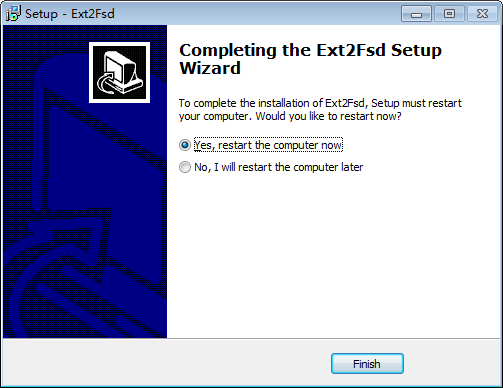 Setup - Ext2Fsd
Completing the Ext2Fsd Setup
Wizard
To complete the installation of Ext2Fsd, Setup must restart
your computer. Would you like to restart now?
Yes, restart the computer now
No, I will restart the computer later
Finish